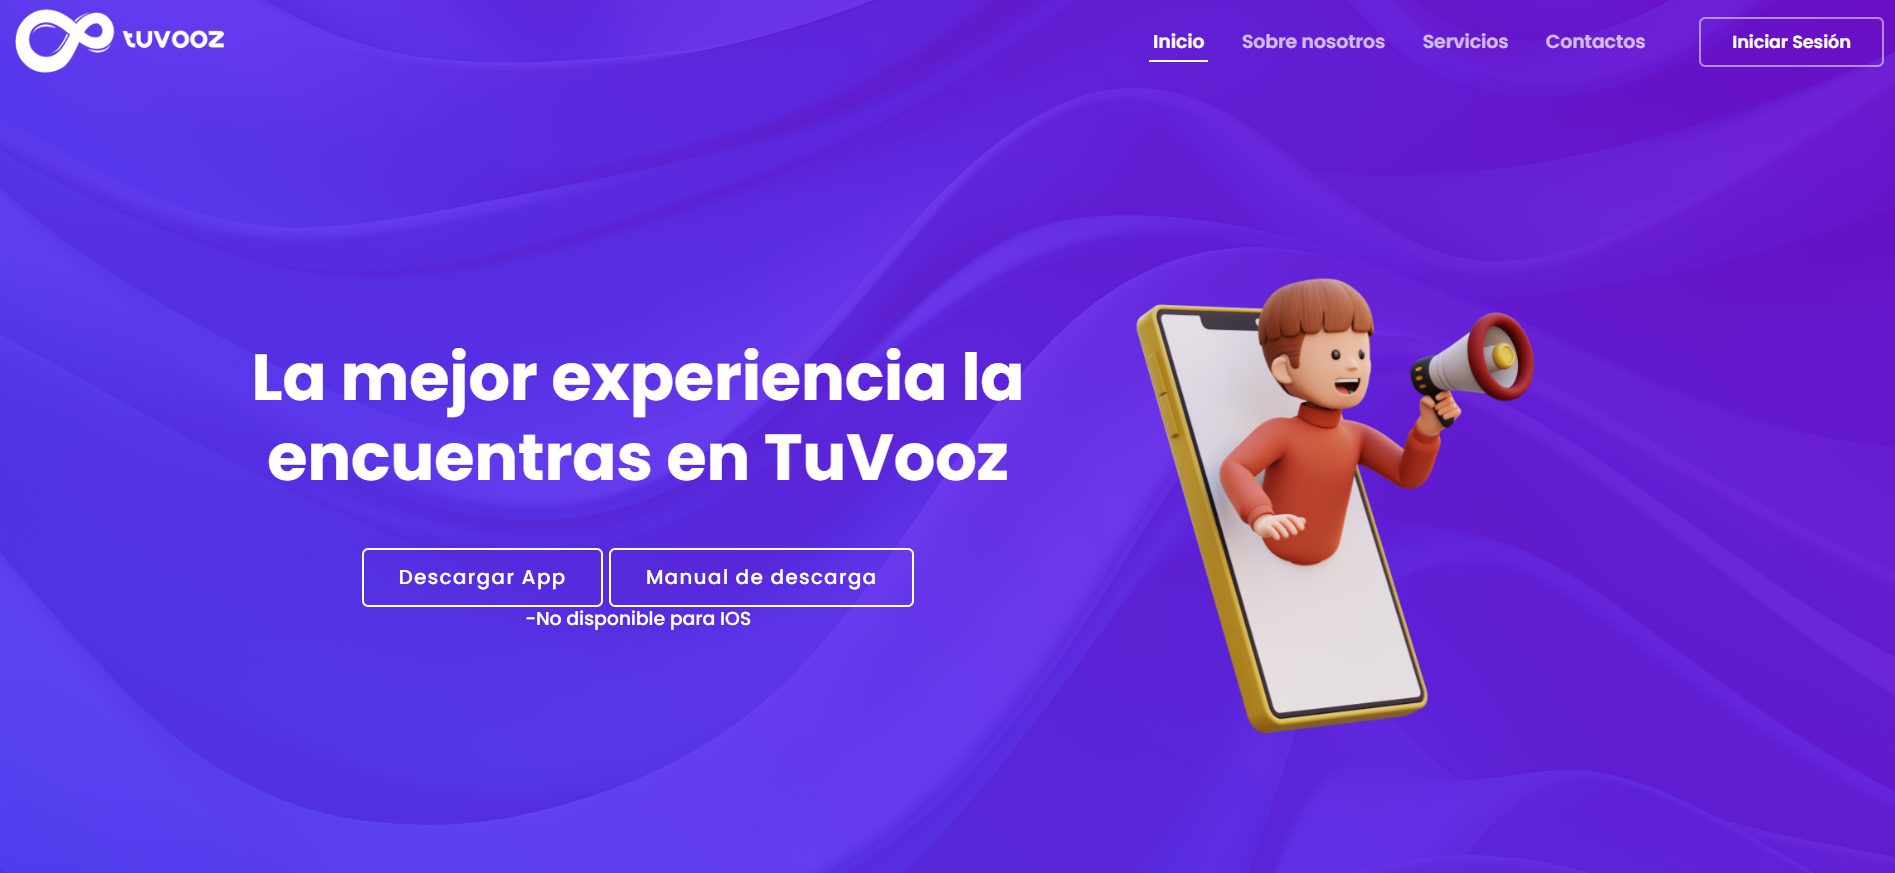 tuvooz
Inicio
Sobre nosotros
Servicios
Contactos
Iniciar Sesión
La mejor experiencia la
encuentras en TuVooz
Descargar App
Manual de descarga
-No disponible para IOS